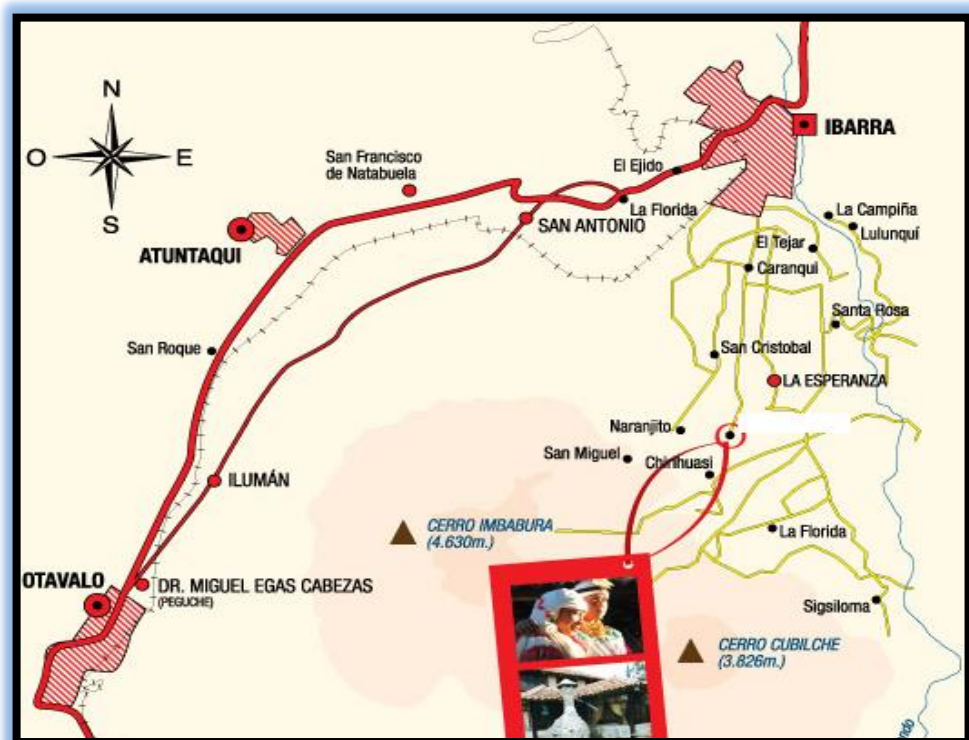 N
O
E
S
IBARRA
San Francisco
de Natabuela
El Ejido
La Florida
SAN ANTONIO
ATUNTAQUI
La Campiña
Lulunquí
El Tejar
Caranqui
Santa Rosa
San Roque
San Cristobal
LA ESPERANZA
Naranjito
San Miguel
Chirihuasi
ILUMÁN
CERRO IMBABURA
(4.630m.)
La Florida
OTAVALO
DR. MIGUEL EGAS CABEZAS
(PEGUCHE)
Sigsiloma
CERRO CUBILCHE
(3.826m.)